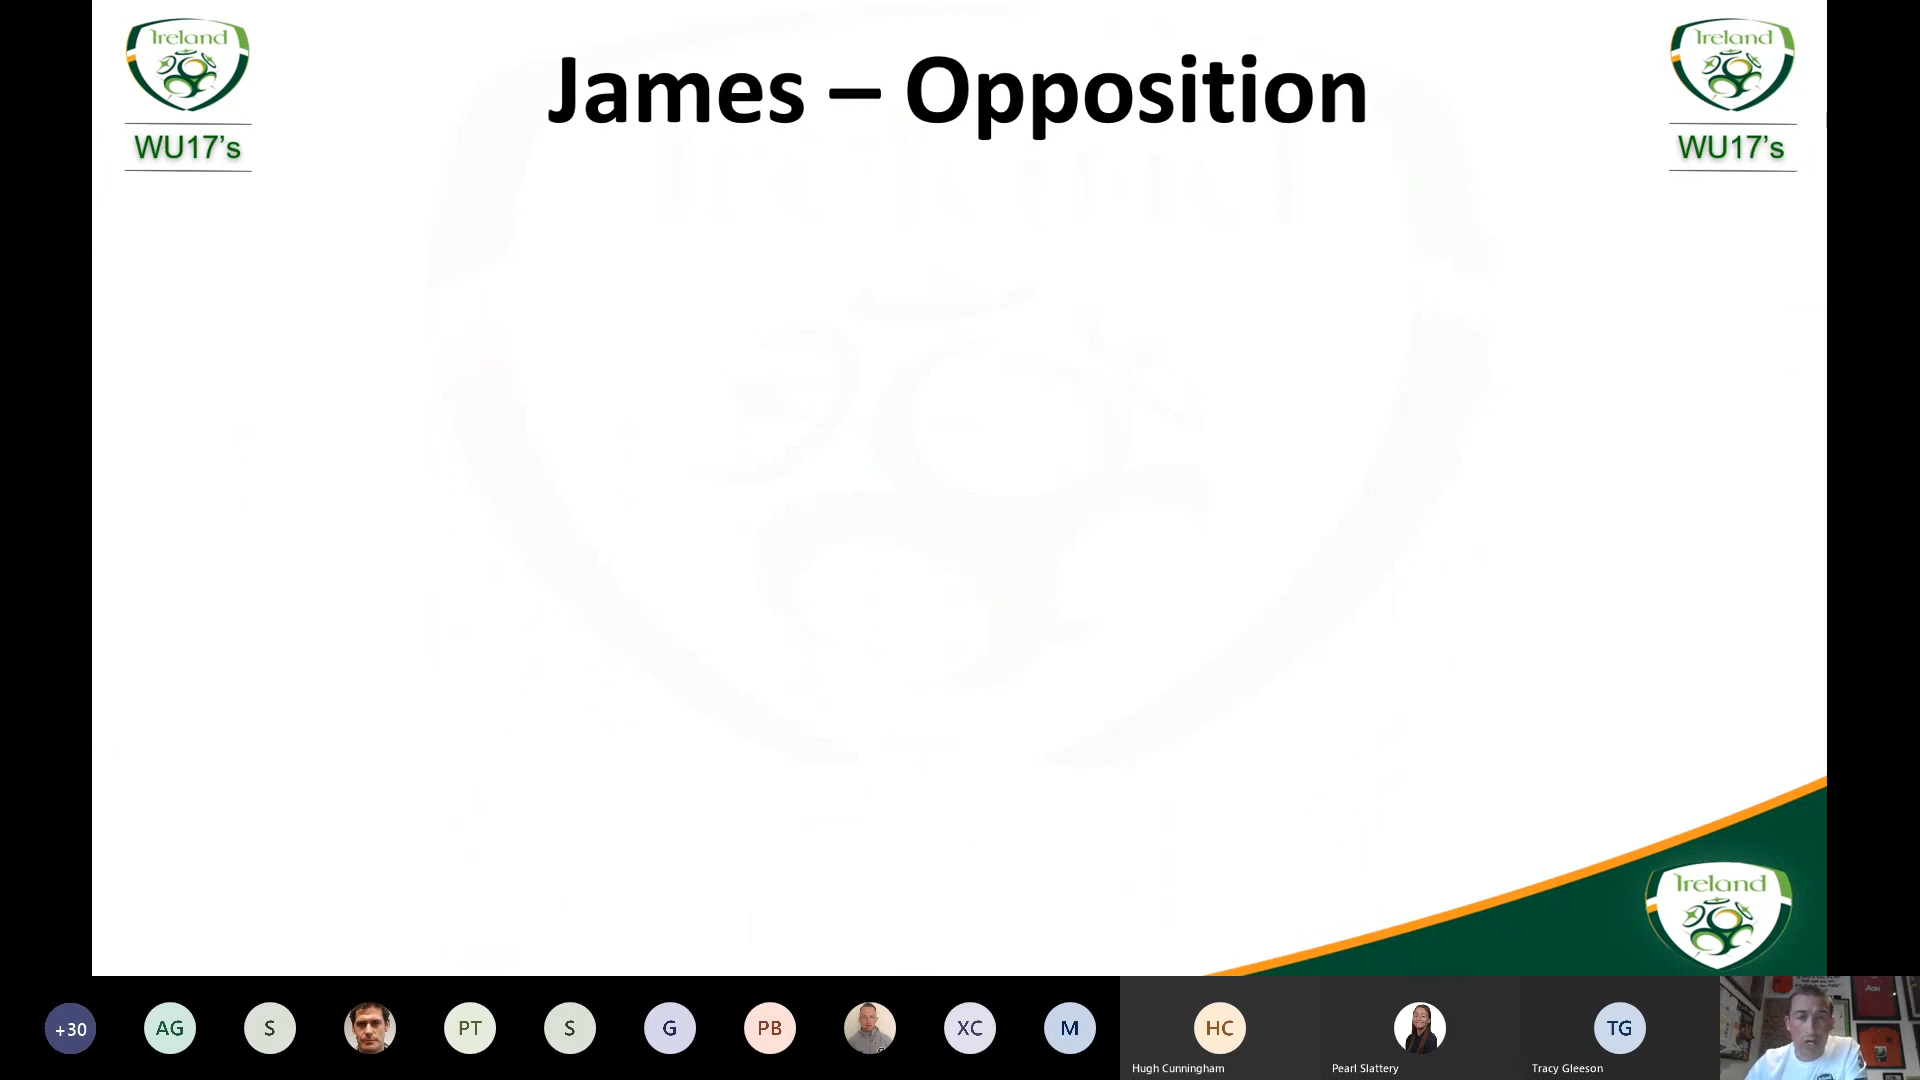 Ireland
WU17's
James – Opposition
Ireland
WU17's
Ireland
+30
AG
S
PT
S
G
PB
XC
M
HC
TG
Hugh Cunningham
Pearl Slattery
Tracy Gleeson